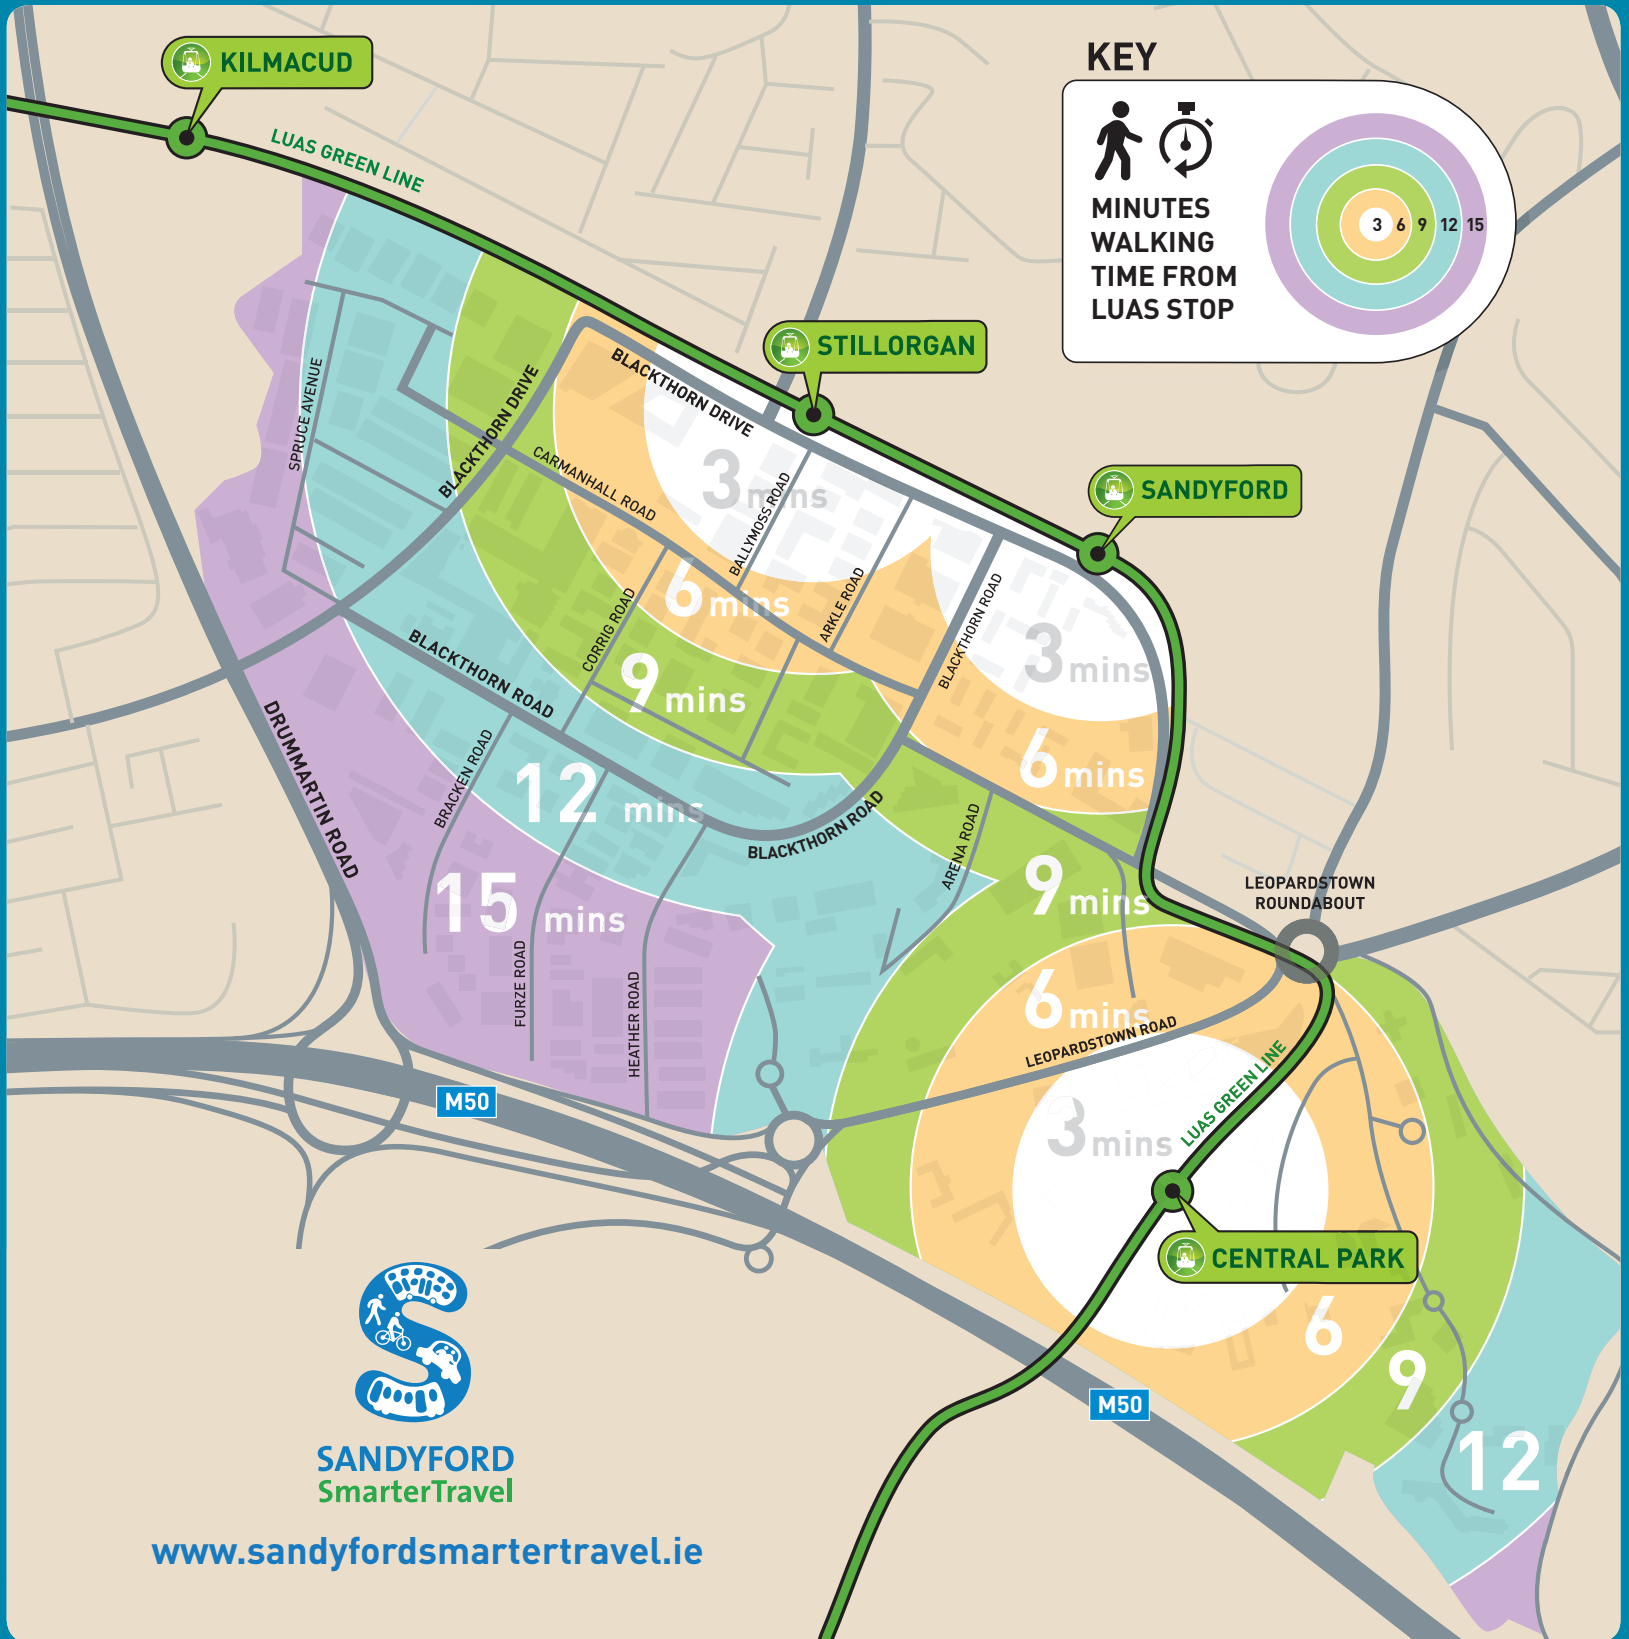 KILMACUD
LUAS GREEN LINE
KEY
MINUTES
WALKING
TIME FROM
LUAS STOP
3 6 9 12 15
STILLORGAN
SANDYFORD
BLACKTHORN DRIVE
BLACKTHORN DRIVE
SPRUCE AVENUE
CARMANHALL ROAD
3 mins
BALLYMOSS ROAD
6 mins
ARKLE ROAD
BLACKTHORN ROAD
3 mins
CORRIG ROAD
9 mins
BLACKTHORN ROAD
6 mins
DRUMMARTIN ROAD
BRACKEN ROAD
12 mins
BLACKTHORN ROAD
ARENA ROAD
9 mins
LEOPARDSTOWN
ROUNDABOUT
15 mins
FURZE ROAD
HEATHER ROAD
6 mins
LEOPARDSTOWN ROAD
LUAS GREEN LINE
M50
3 mins
CENTRAL PARK
6
9
M50
12
SANDYFORD
SmarterTravel
www.sandyfordsmartertravel.ie